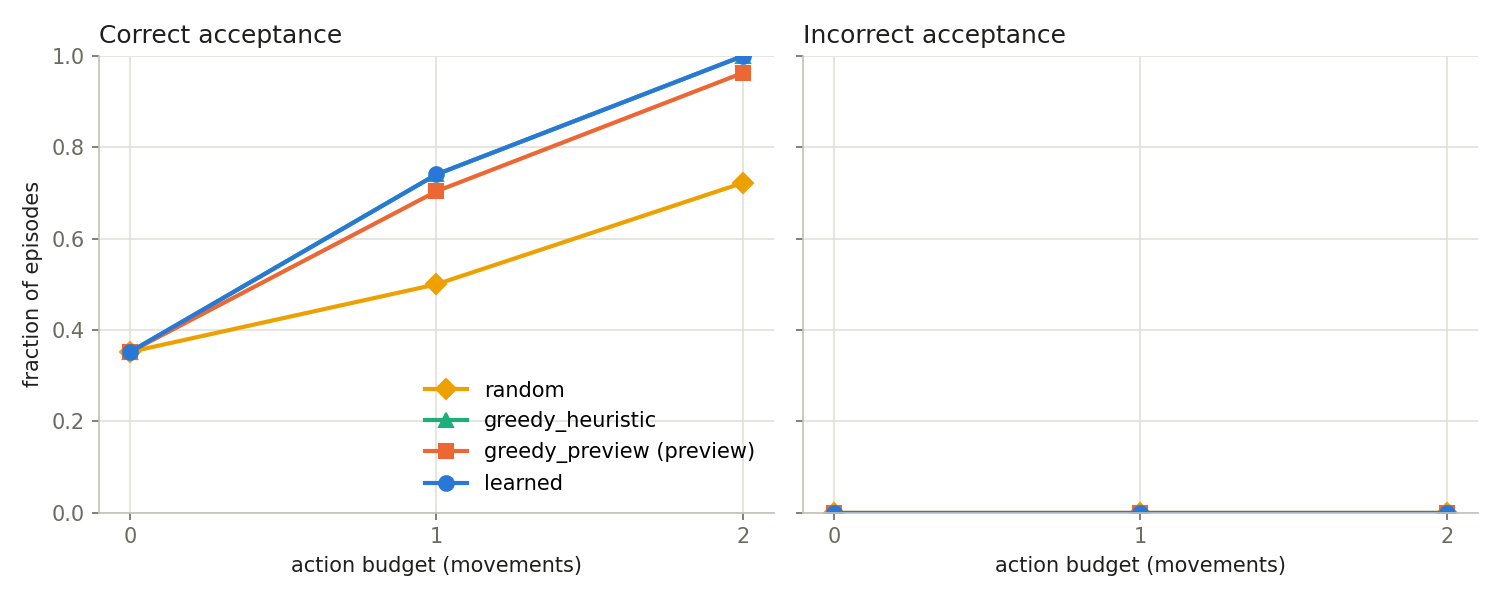 Correct acceptance
Incorrect acceptance
fraction of episodes
1.0
0.8
0.6
0.4
0.2
0.0
random
greedy_heuristic
greedy_preview (preview)
learned
0 1 2
0 1 2
action budget (movements)
action budget (movements)